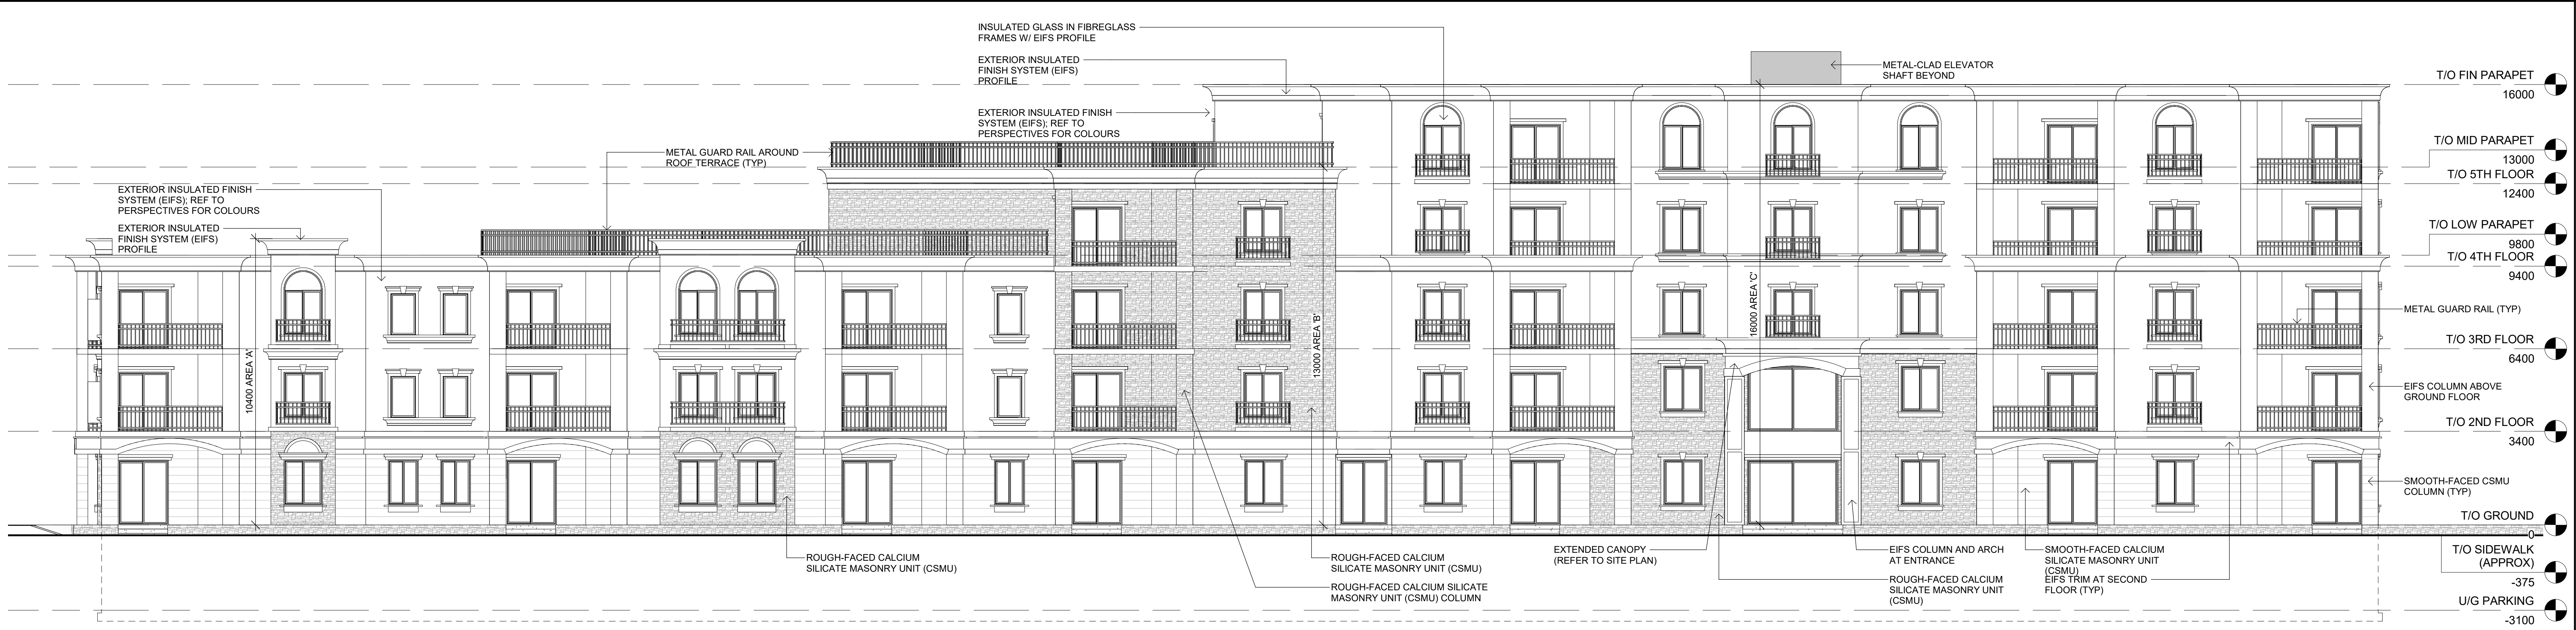 INSULATED GLASS IN FIBREGLASS
FRAMES W/ EIFS PROFILE
EXTERIOR INSULATED
FINISH SYSTEM (EIFS)
PROFILE
EXTERIOR INSULATED FINISH
SYSTEM (EIFS); REF TO
PERSPECTIVES FOR COLOURS
METAL GUARD RAIL AROUND
ROOF TERRACE (TYP)
EXTERIOR INSULATED FINISH
SYSTEM (EIFS); REF TO
PERSPECTIVES FOR COLOURS
EXTERIOR INSULATED
FINISH SYSTEM (EIFS)
PROFILE
METAL-CLAD ELEVATOR
SHAFT BEYOND
10400 AREA 'A'
13000 AREA 'B'
16000 AREA 'C'
T/O FIN PARAPET
16000
T/O MID PARAPET
13000
T/O 5TH FLOOR
12400
T/O LOW PARAPET
9800
T/O 4TH FLOOR
9400
METAL GUARD RAIL (TYP)
T/O 3RD FLOOR
6400
EIFS COLUMN ABOVE
GROUND FLOOR
T/O 2ND FLOOR
3400
SMOOTH-FACED CSMU
COLUMN (TYP)
T/O GROUND
0
T/O SIDEWALK
(APPROX)
-375
U/G PARKING
-3100
ROUGH-FACED CALCIUM
SILICATE MASONRY UNIT (CSMU)
ROUGH-FACED CALCIUM
SILICATE MASONRY UNIT (CSMU)
ROUGH-FACED CALCIUM SILICATE
MASONRY UNIT (CSMU) COLUMN
EXTENDED CANOPY
(REFER TO SITE PLAN)
EIFS COLUMN AND ARCH
AT ENTRANCE
ROUGH-FACED CALCIUM
SILICATE MASONRY UNIT
(CSMU)
SMOOTH-FACED CALCIUM
SILICATE MASONRY UNIT
(CSMU)
EIFS TRIM AT SECOND
FLOOR (TYP)